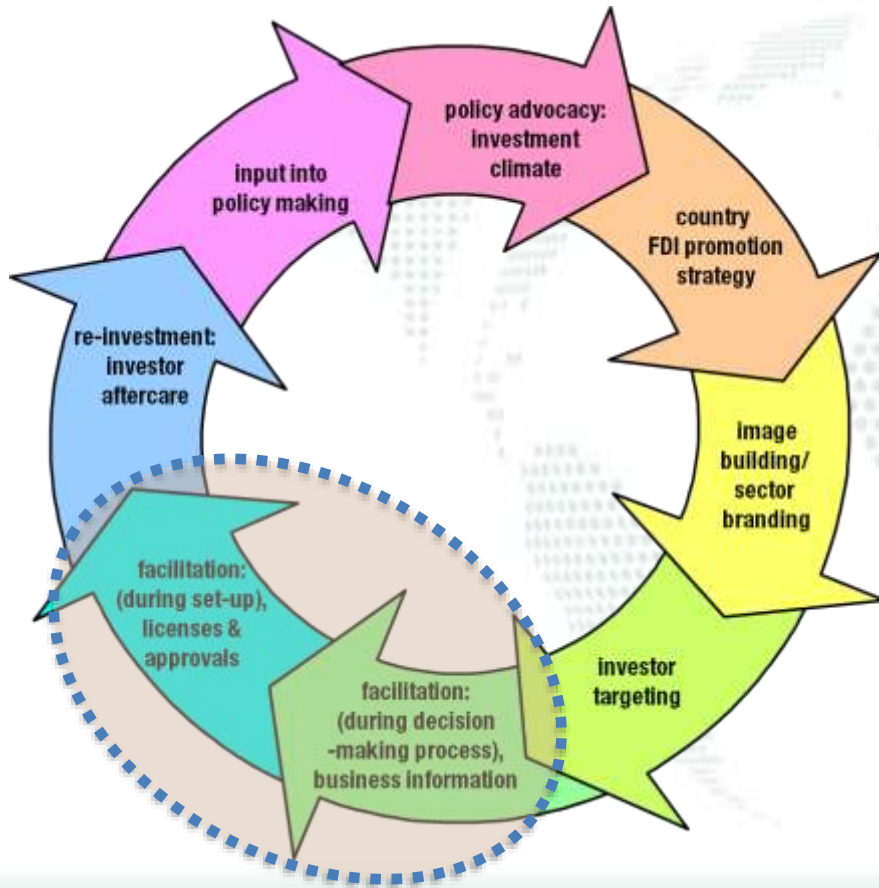 policy advocacy:
investment
climate
country
FDI promotion
strategy
image
building/
sector
branding
investor
targeting
facilitation:
(during decision
-making process),
business information
facilitation:
(during set-up),
licenses &
approvals
re-investment:
investor
aftercare
input into
policy making